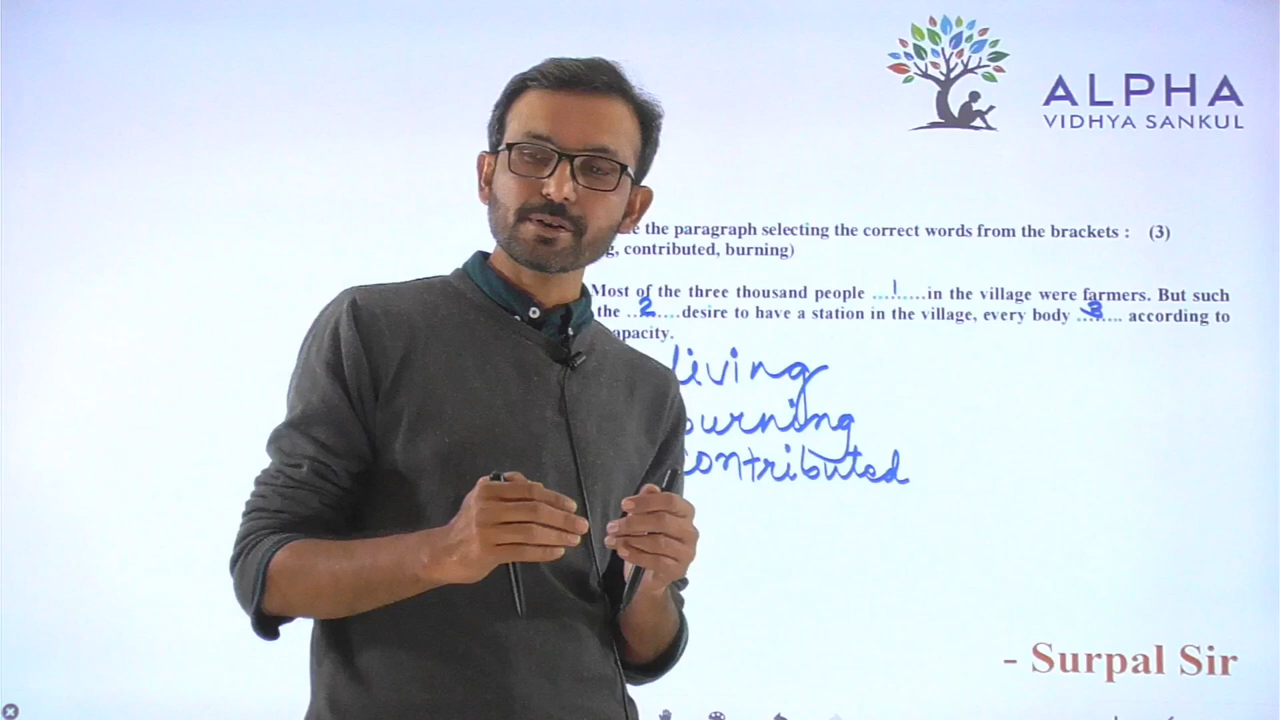 ALPHA
VIDHYA SANKUL
the paragraph selecting the correct words from the brackets : (3)
contributed, burning)
Most of the three thousand people ...1......in the village were farmers. But such
the ...2.....desire to have a station in the village, every body ...3..... according to
living
burning
contributed
- Surpal Sir